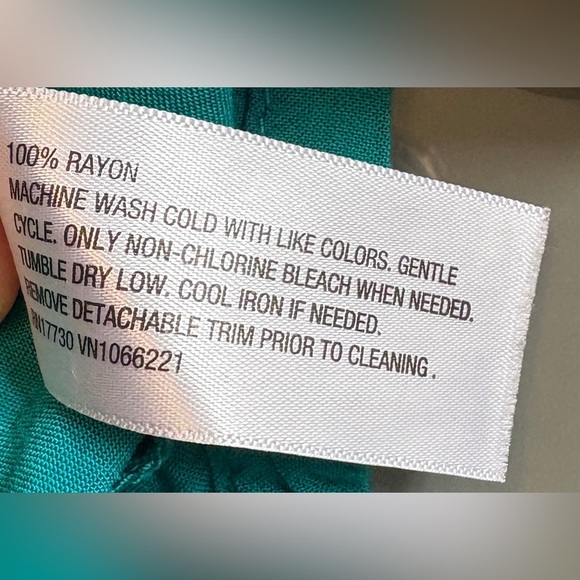 100% RAYON
MACHINE WASH COLD WITH LIKE COLORS. GENTLE
CYCLE. ONLY NON-CHLORINE BLEACH WHEN NEEDED.
TUMBLE DRY LOW. COOL IRON IF NEEDED.
REMOVE DETACHABLE TRIM PRIOR TO CLEANING.
RN17730 VN1066221